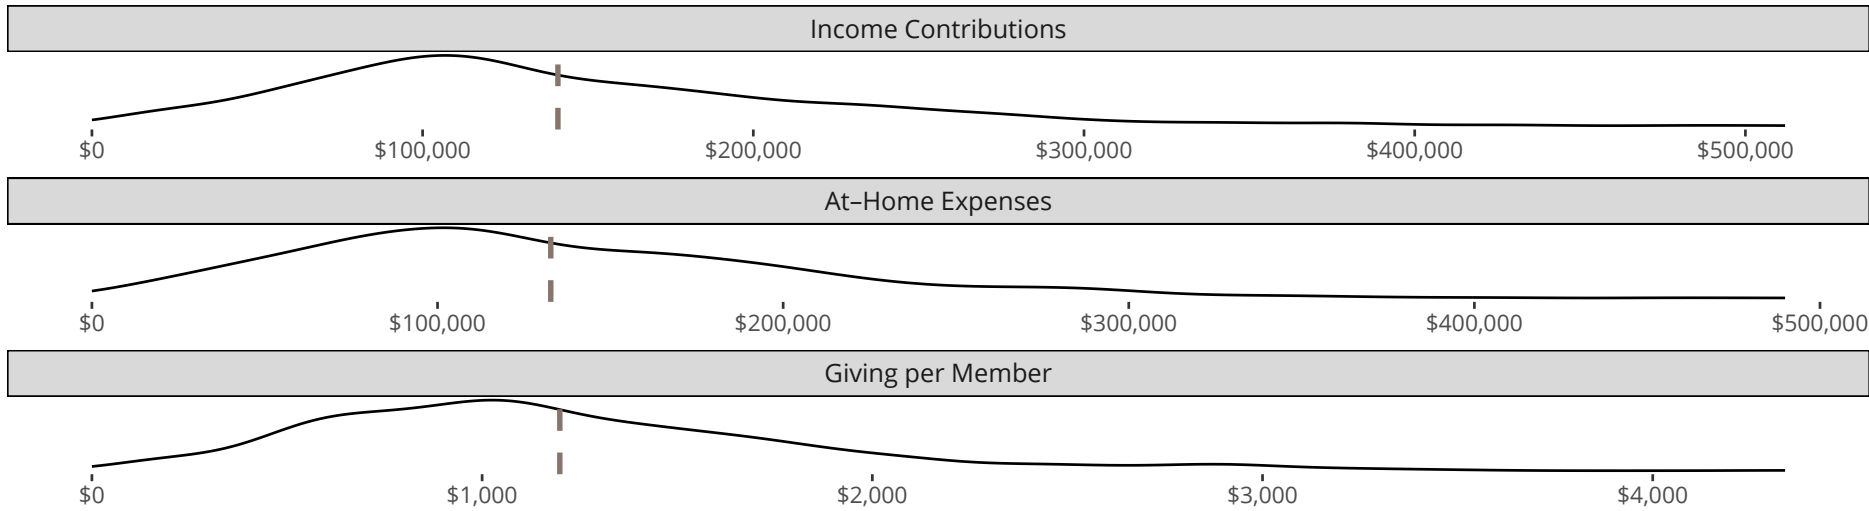 Income Contributions
$0 $100,000 $200,000 $300,000 $400,000 $500,000
At–Home Expenses
$0 $100,000 $200,000 $300,000 $400,000 $500,000
Giving per Member
$0 $1,000 $2,000 $3,000 $4,000